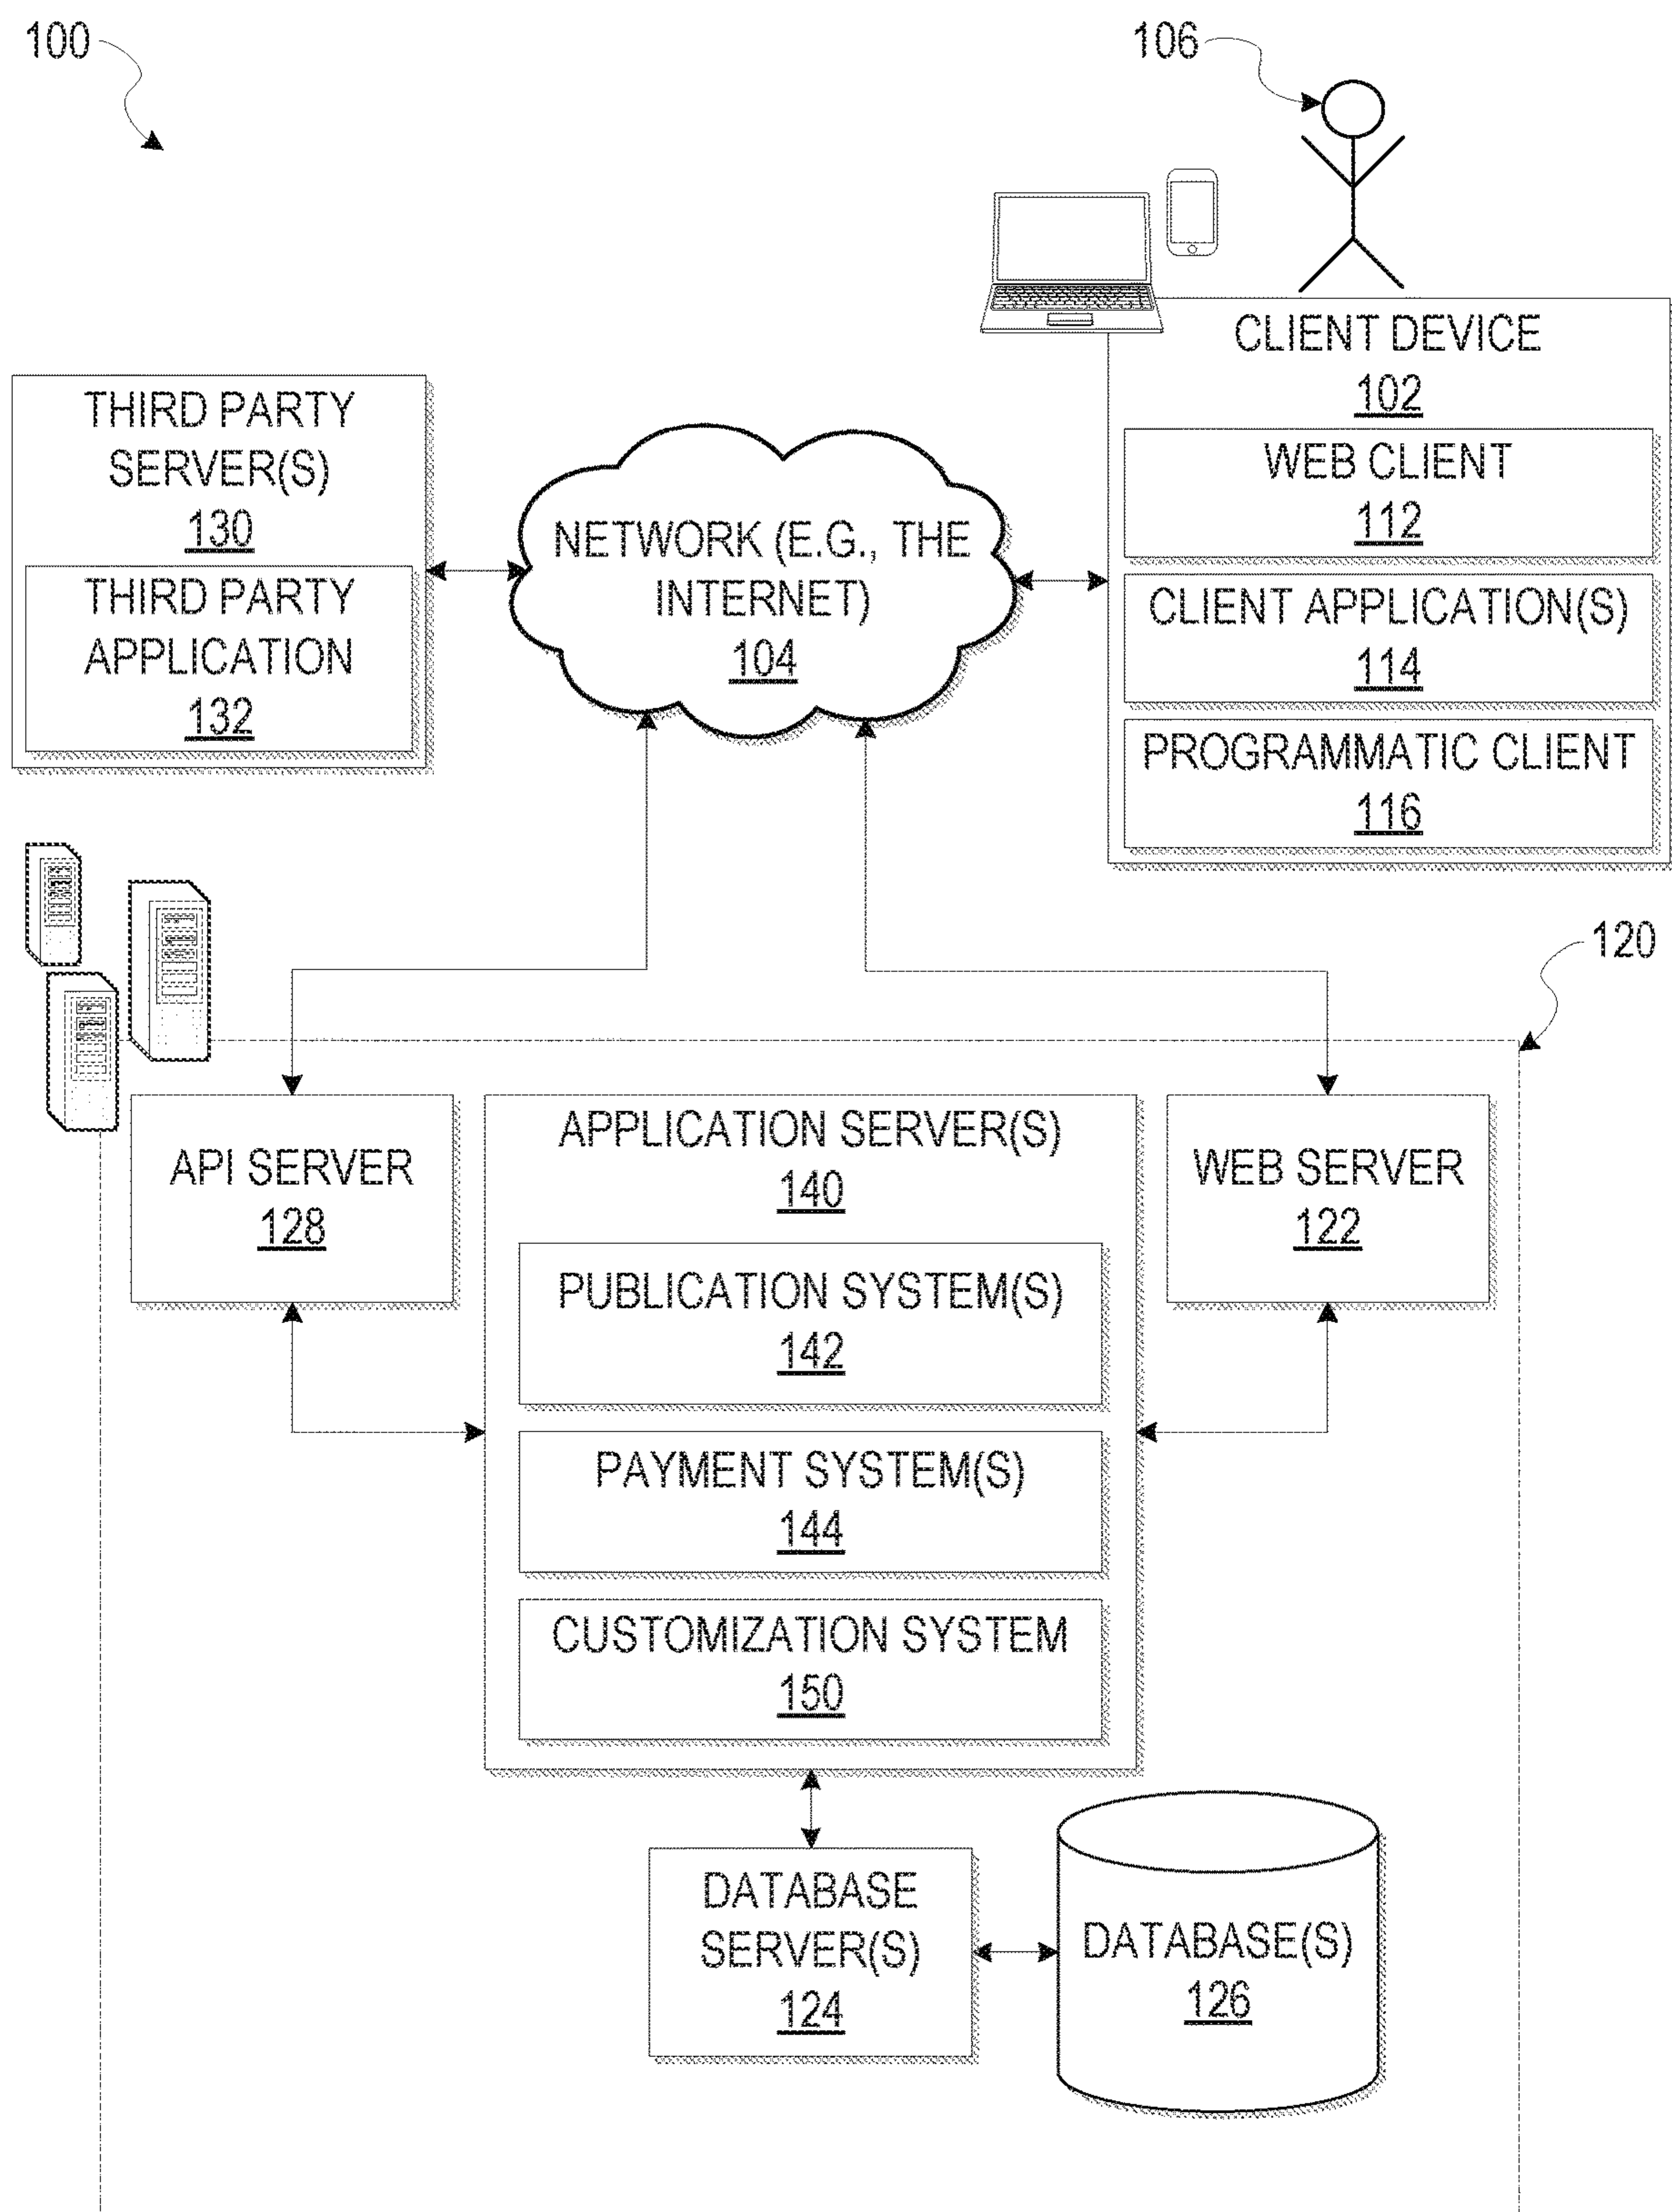 100
106
CLIENT DEVICE
102
WEB CLIENT
112
CLIENT APPLICATION(S)
114
PROGRAMMATIC CLIENT
116
THIRD PARTY
SERVER(S)
130
THIRD PARTY
APPLICATION
132
NETWORK (E.G., THE
INTERNET)
104
120
API SERVER
128
APPLICATION SERVER(S)
140
PUBLICATION SYSTEM(S)
142
PAYMENT SYSTEM(S)
144
CUSTOMIZATION SYSTEM
150
WEB SERVER
122
DATABASE
SERVER(S)
124
DATABASE(S)
126